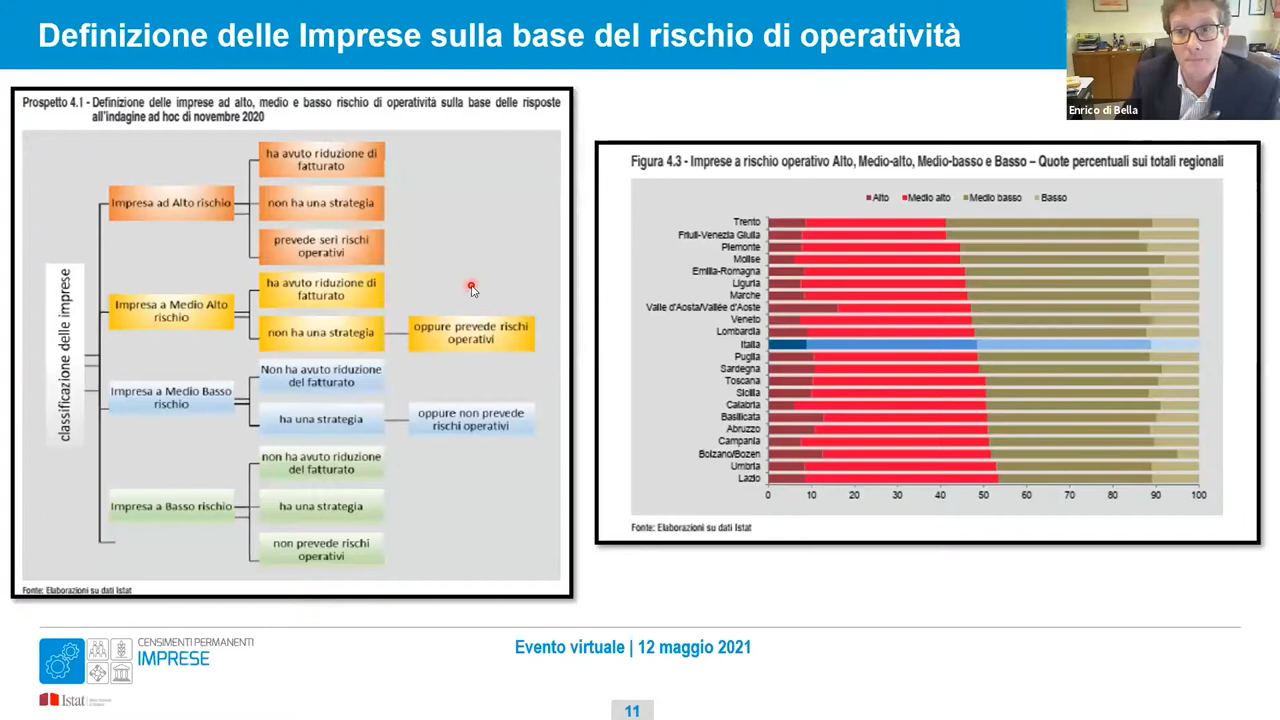 Definizione delle Imprese sulla base del rischio di operatività
Enrico di Bella
Prospetto 4.1 - Definizione delle imprese ad alto, medio e basso rischio di operatività sulla base delle risposte
all'indagine ad hoc di novembre 2020
classificazione delle imprese
Impresa ad Alto rischio
ha avuto riduzione di
fatturato
non ha una strategia
prevede seri rischi
operativi
Impresa a Medio Alto
rischio
ha avuto riduzione di
fatturato
non ha una strategia
oppure prevede rischi
operativi
Impresa a Medio Basso
rischio
Non ha avuto riduzione
del fatturato
ha una strategia
oppure non prevede
rischi operativi
Impresa a Basso rischio
non ha avuto riduzione
del fatturato
ha una strategia
non prevede rischi
operativi
Fonte: Elaborazioni su dati Istat
Figura 4.3 - Imprese a rischio operativo Alto, Medio-alto, Medio-basso e Basso – Quote percentuali sui totali regionali
Alto Medio alto Medio basso Basso
Trento
Friuli-Venezia Giulia
Piemonte
Molise
Emilia-Romagna
Liguria
Marche
Valle d'Aosta/Vallée d'Aoste
Veneto
Lombardia
Italia
Puglia
Sardegna
Toscana
Sicilia
Calabria
Basilicata
Abruzzo
Campania
Bolzano/Bozen
Umbria
Lazio
0 10 20 30 40 50 60 70 80 90 100
Fonte: Elaborazioni su dati Istat
CENSIMENTI PERMANENTI
IMPRESE
Istat
Evento virtuale | 12 maggio 2021
11